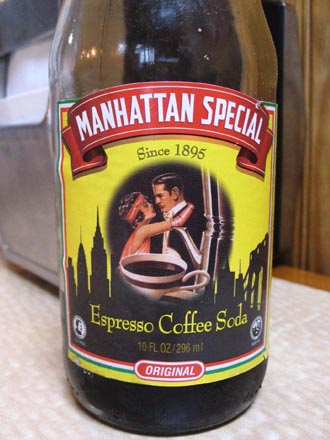 MANHATTAN SPECIAL
Since 1895
Espresso Coffee Soda
10 FL OZ/296 ml
ORIGINAL